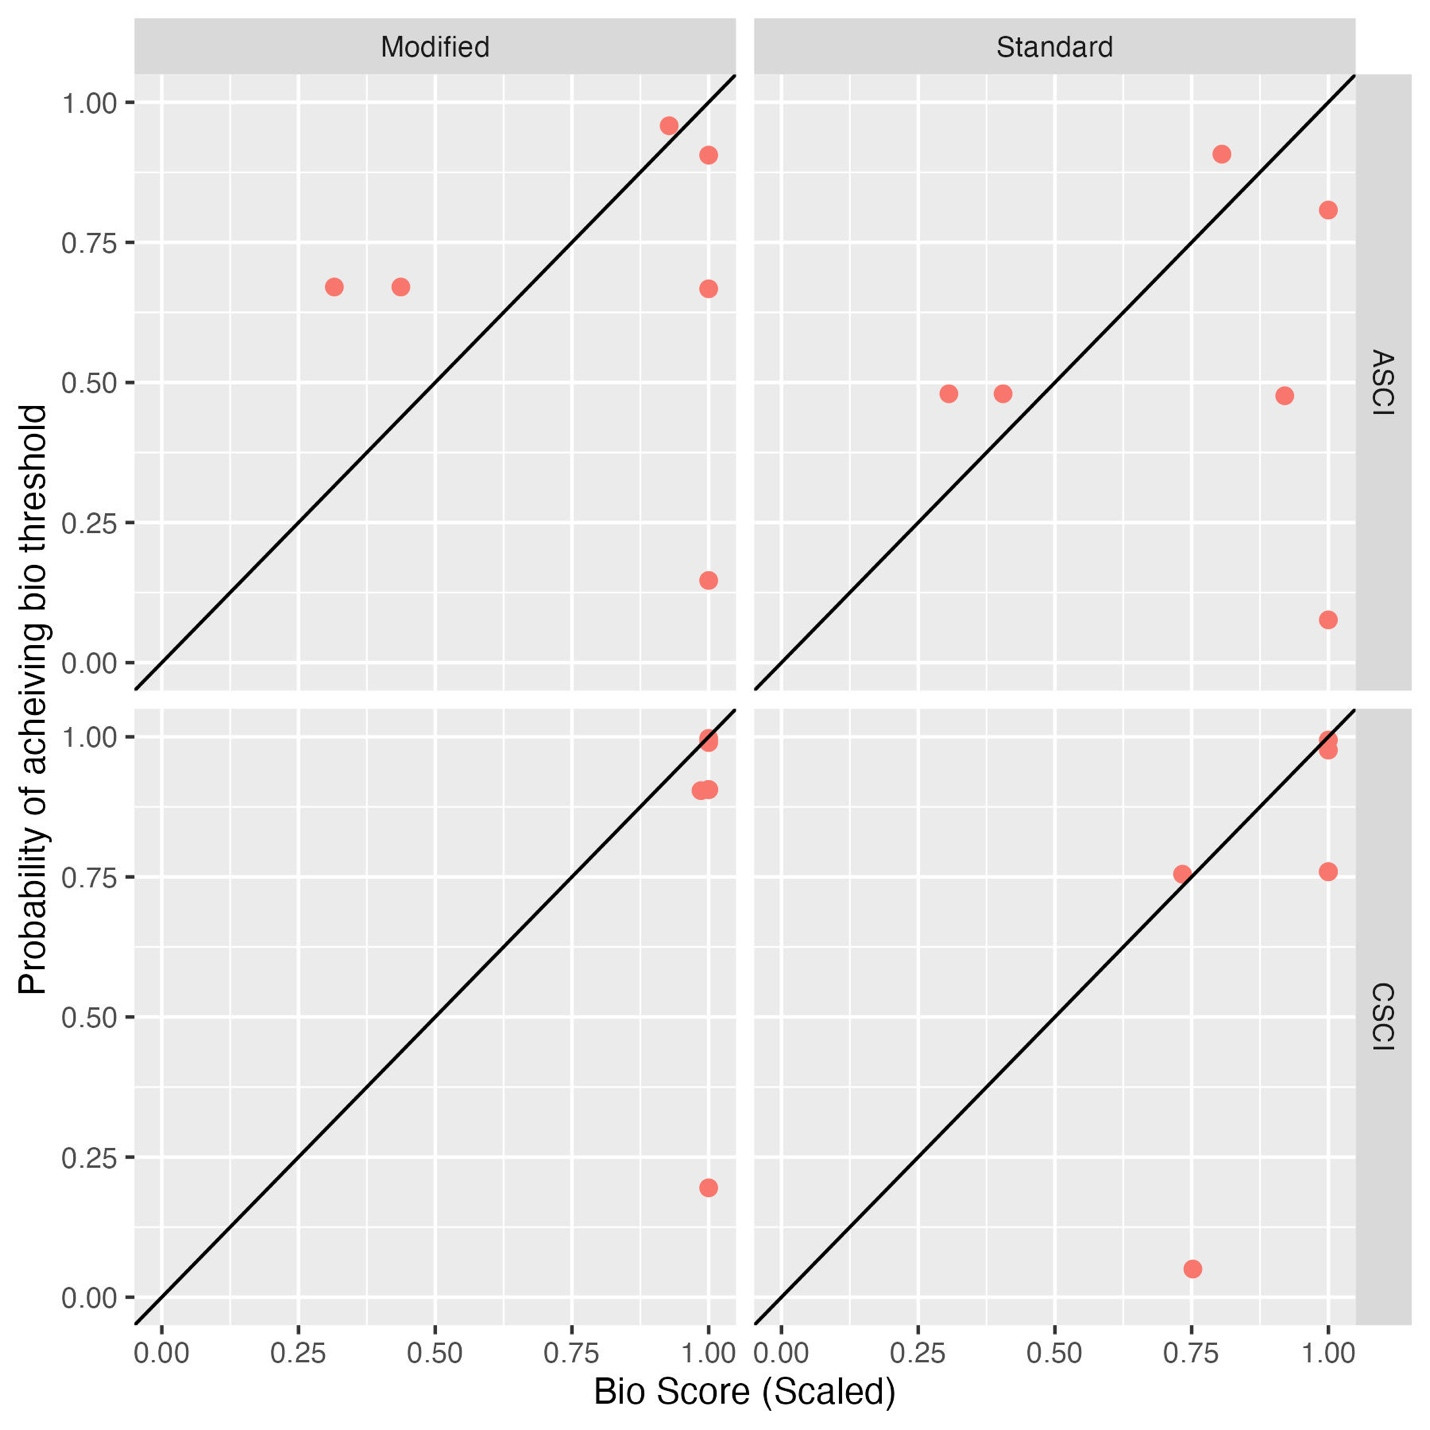 Modified
Standard
Probability of acheiving bio threshold
1.00
0.75
0.50
0.25
0.00
ASCI
1.00
0.75
0.50
0.25
0.00
CSCI
0.00 0.25 0.50 0.75 1.00
0.00 0.25 0.50 0.75 1.00
Bio Score (Scaled)